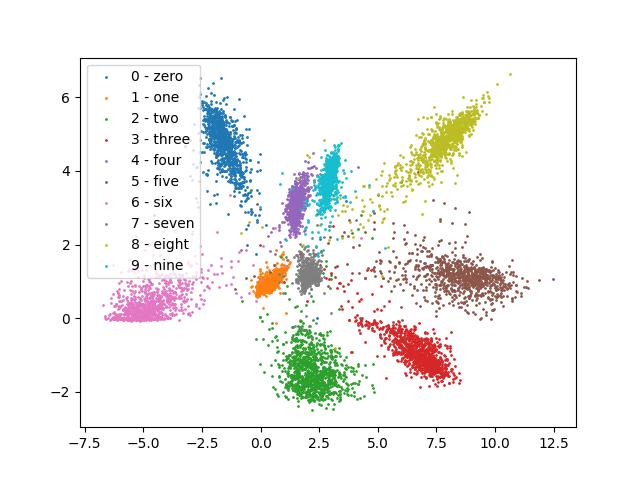 0 - zero
1 - one
2 - two
3 - three
4 - four
5 - five
6 - six
7 - seven
8 - eight
9 - nine
6
4
2
0
−2
−7.5 −5.0 −2.5 0.0 2.5 5.0 7.5 10.0 12.5